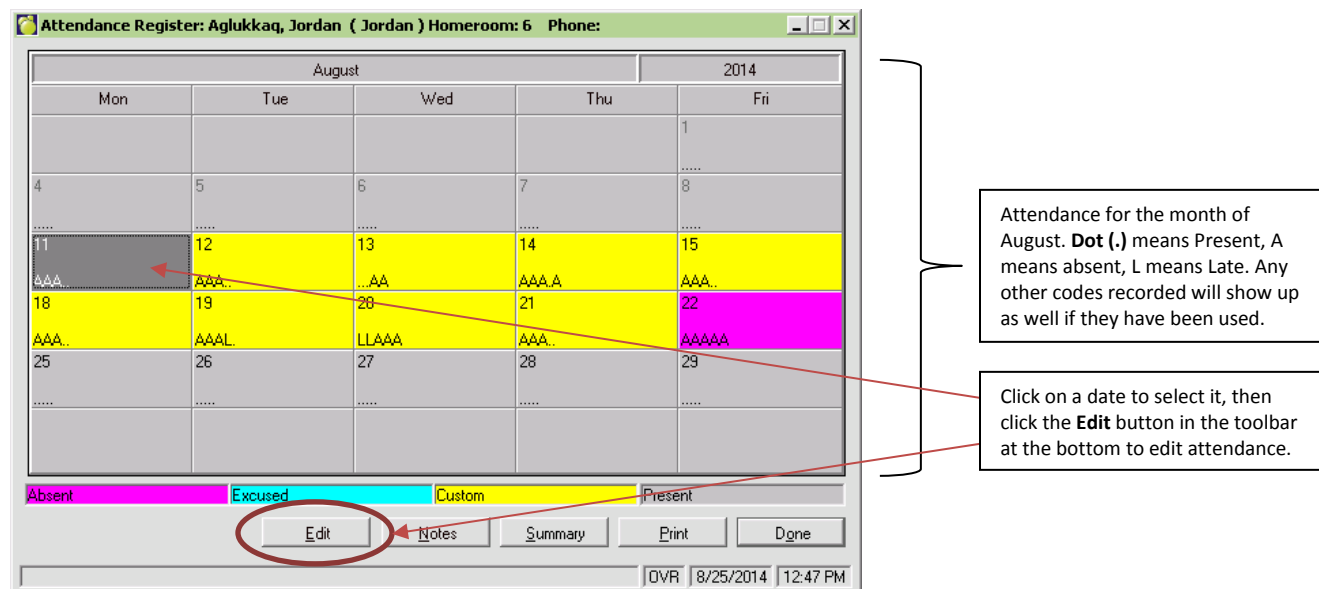 Attendance Register: Aglukkaq, Jordan ( Jordan ) Homeroom: 6 Phone:
August 2014
Mon Tue Wed Thu Fri
1
.....
4 5 6 7 8
..... ..... ..... ..... .....
11 12 13 14 15
AAA.. AAA.. ...AA AAA.A AAA..
18 19 20 21 22
AAA.. AAAL. LLAAA AAA.. AAAAA
25 26 27 28 29
..... ..... ..... ..... .....
Absent Excused Custom Present
Edit Notes Summary Print Done
OVR 8/25/2014 12:47 PM
Attendance for the month of
August. Dot (.) means Present, A
means absent, L means Late. Any
other codes recorded will show up
as well if they have been used.
Click on a date to select it, then
click the Edit button in the toolbar
at the bottom to edit attendance.